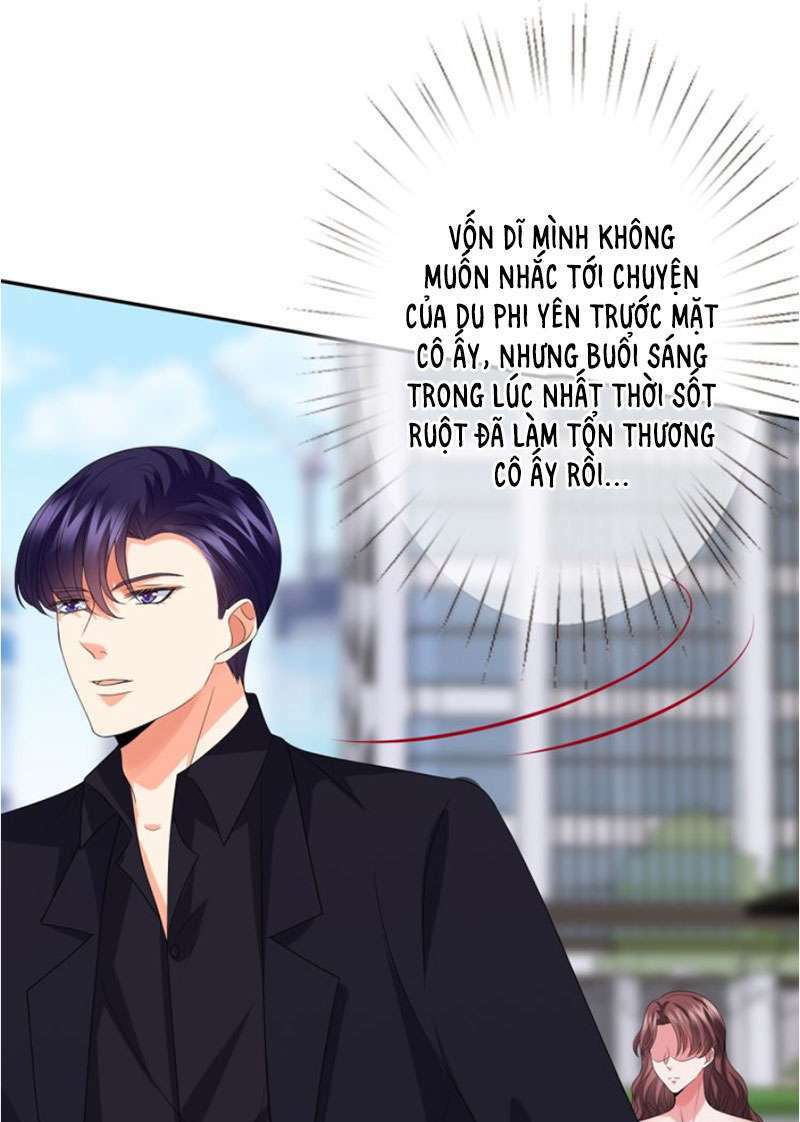 VỐN DĨ MÌNH KHÔNG
MUỐN NHẮC TỚI CHUYỆN
CỦA DU PHI YÊN TRƯỚC MẶT
CÔ ẤY, NHƯNG BUỔI SÁNG
TRONG LÚC NHẤT THỜI SỐT
RUỘT ĐÃ LÀM TỔN THƯƠNG
CÔ ẤY RỒI...